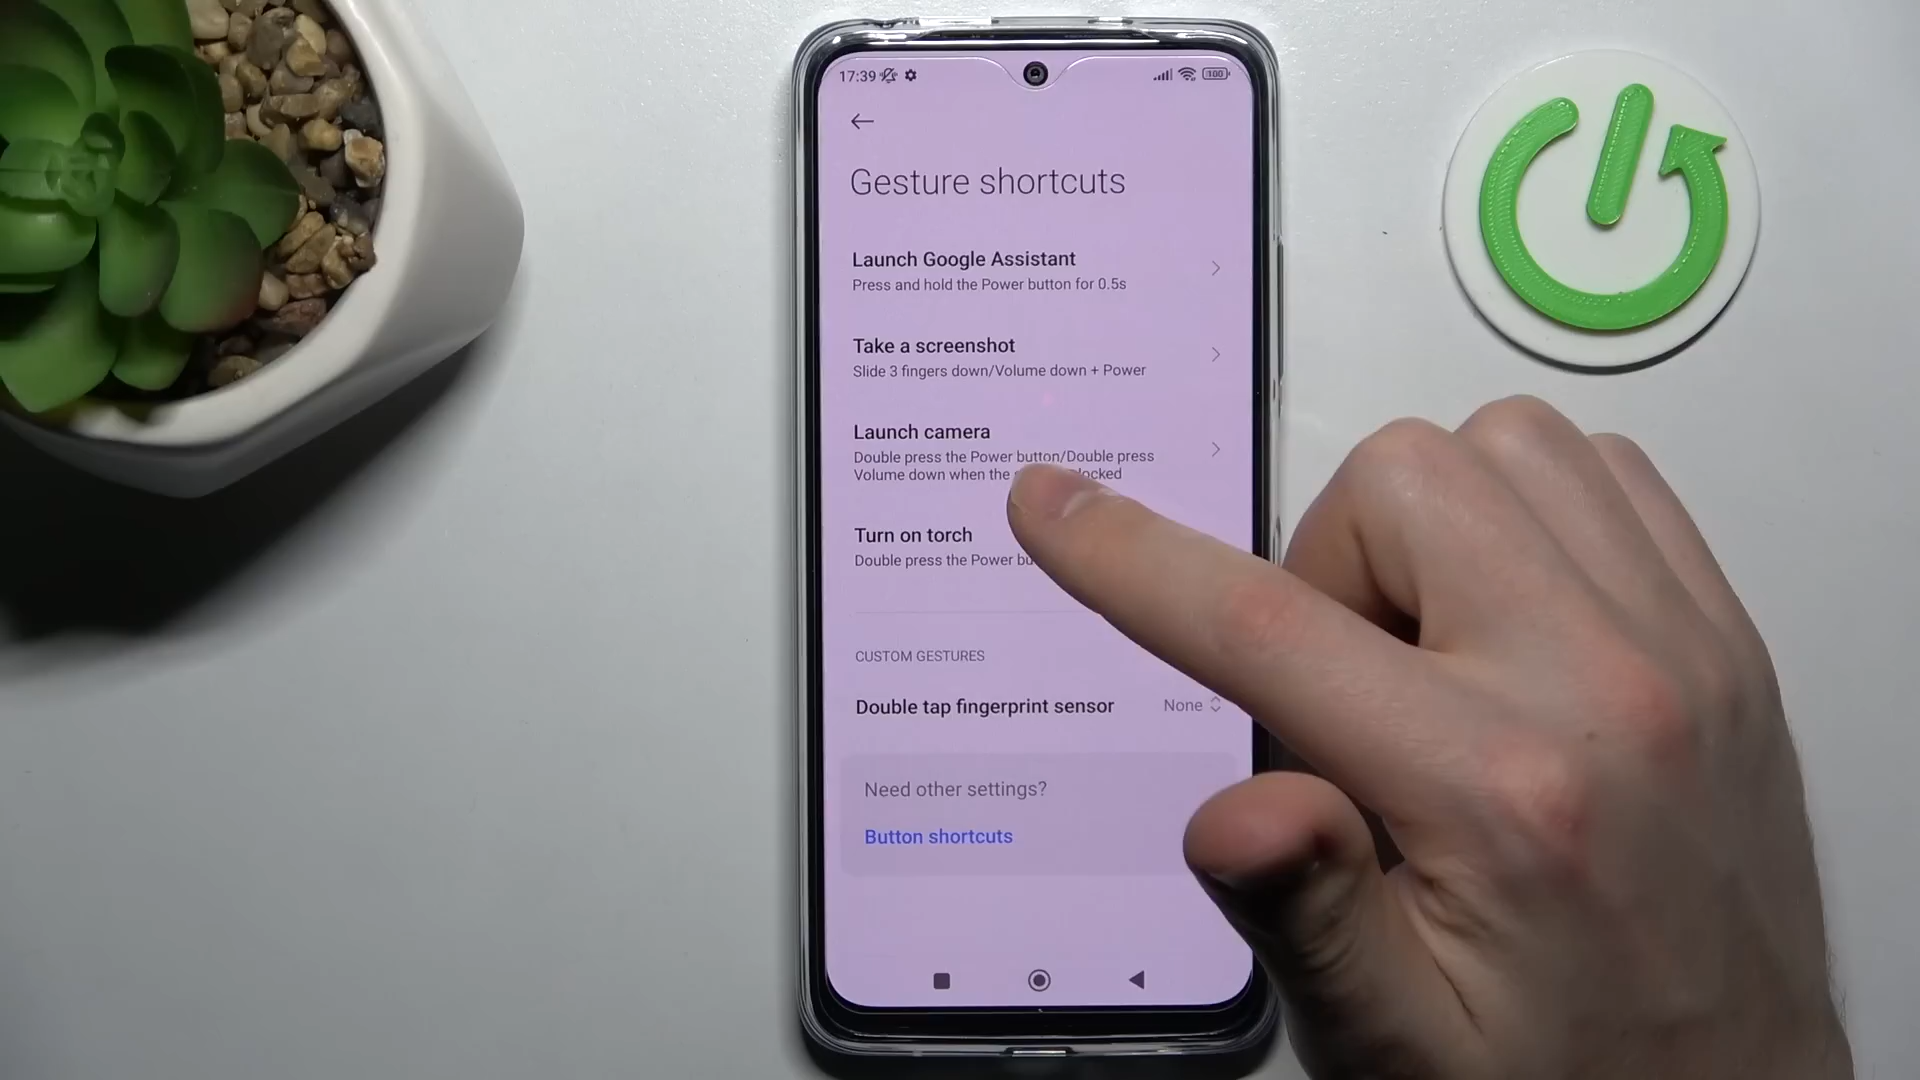 17:39
100
Gesture shortcuts
Launch Google Assistant
Press and hold the Power button for 0.5s
Take a screenshot
Slide 3 fingers down/Volume down + Power
Launch camera
Double press the Power button/Double press
Volume down when the
Turn on torch
Double press the Power
CUSTOM GESTURES
Double tap fingerprint sensor
None
Need other settings?
Button shortcuts